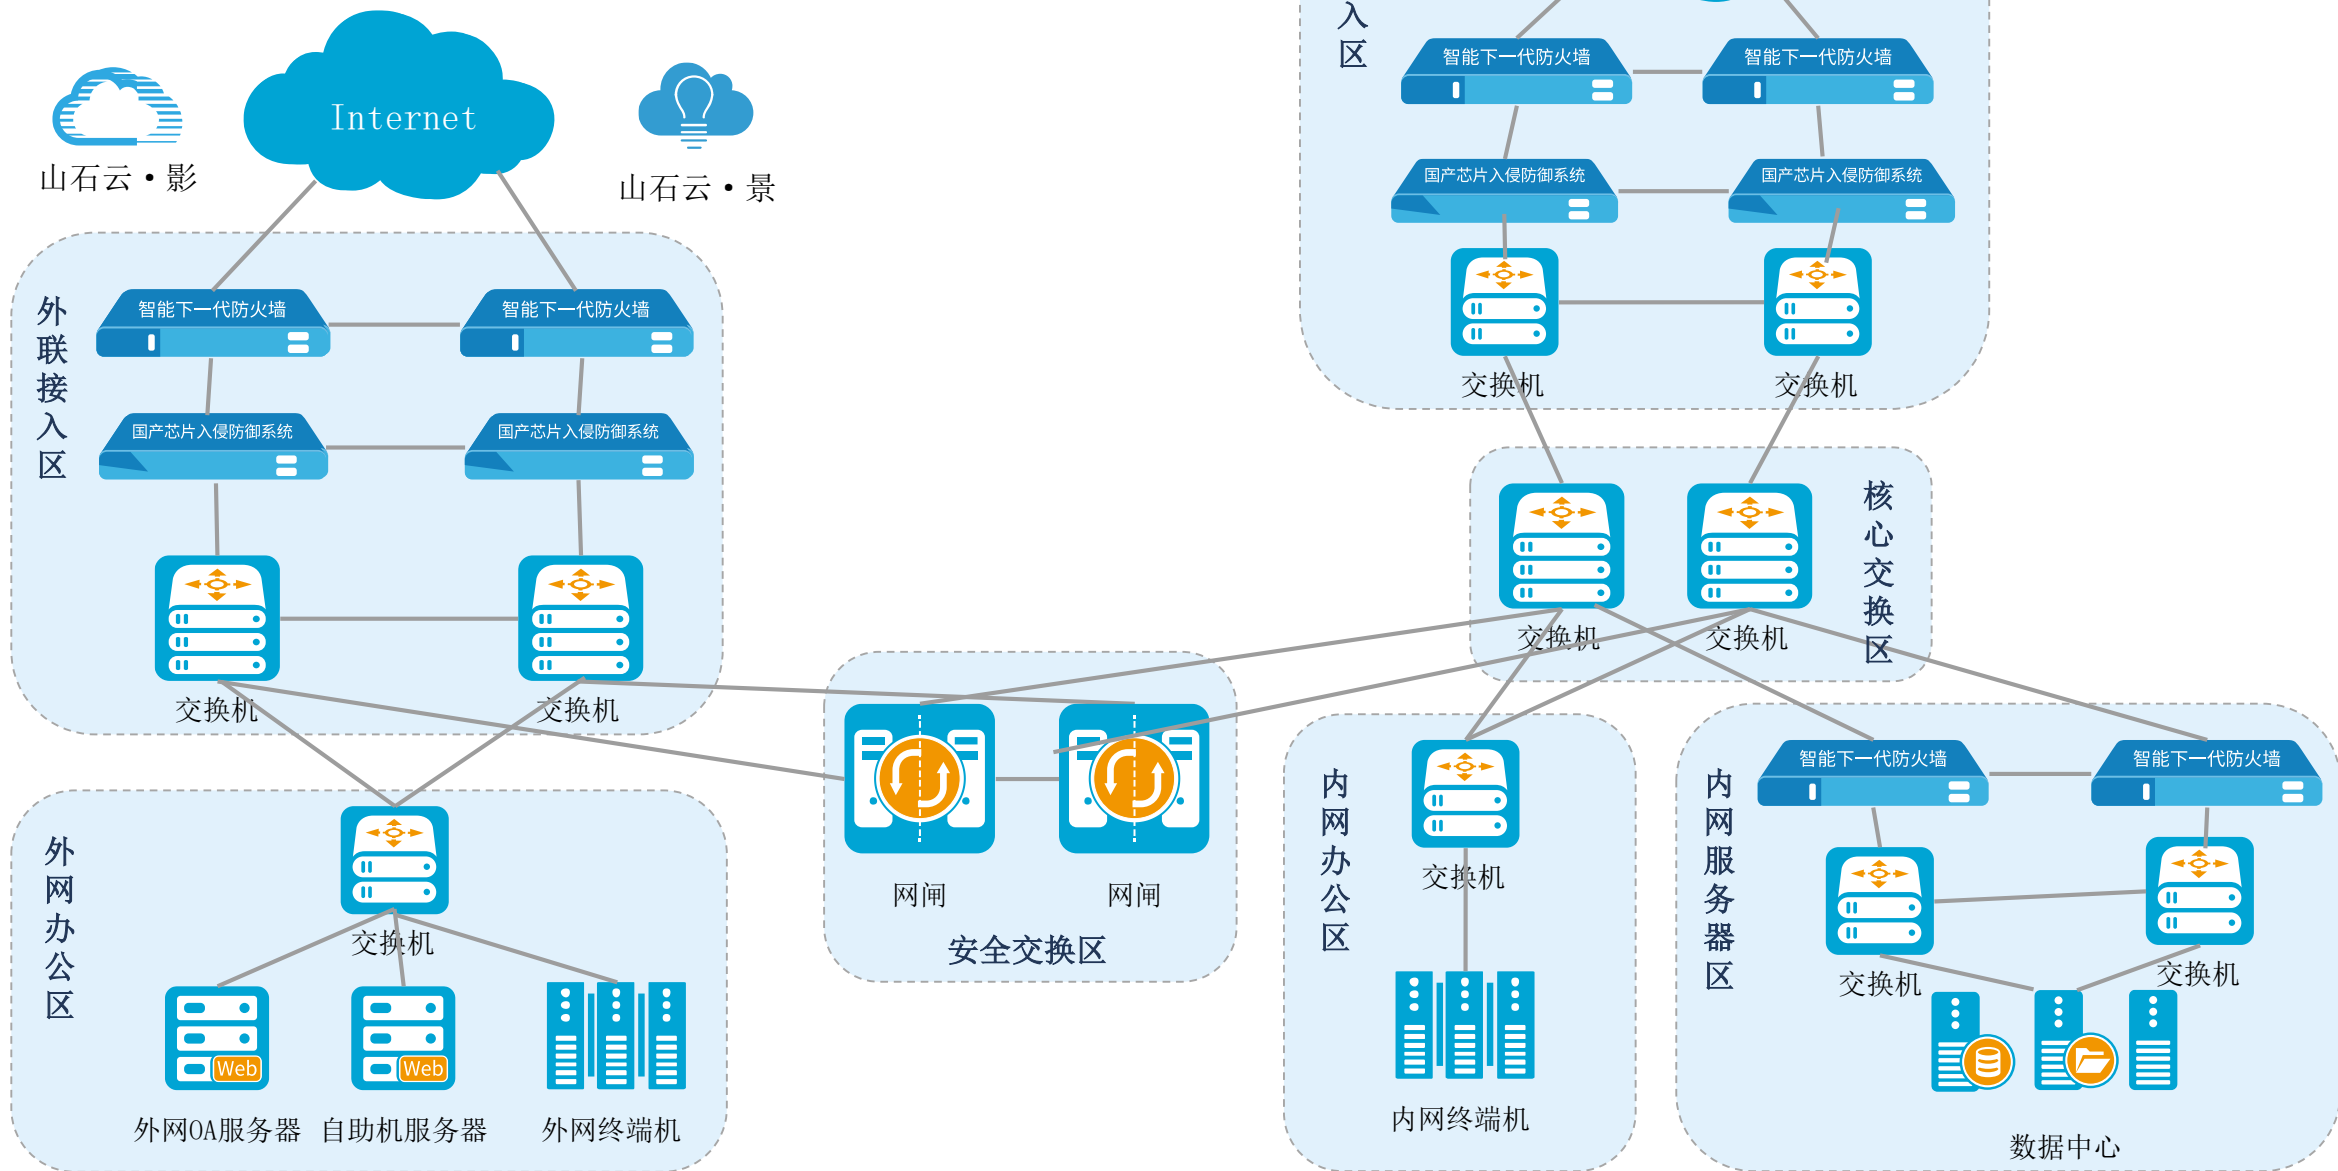 Internet
山石云·影
山石云·景
入区
智能下一代防火墙
智能下一代防火墙
国产芯片入侵防御系统
国产芯片入侵防御系统
交换机
交换机
外联接入区
智能下一代防火墙
智能下一代防火墙
国产芯片入侵防御系统
国产芯片入侵防御系统
交换机
交换机
核心交换区
交换机
交换机
外网办公区
交换机
Web
Web
外网OA服务器
自助机服务器
外网终端机
网闸
网闸
安全交换区
内网办公区
交换机
内网终端机
内网服务器区
智能下一代防火墙
智能下一代防火墙
交换机
交换机
数据中心